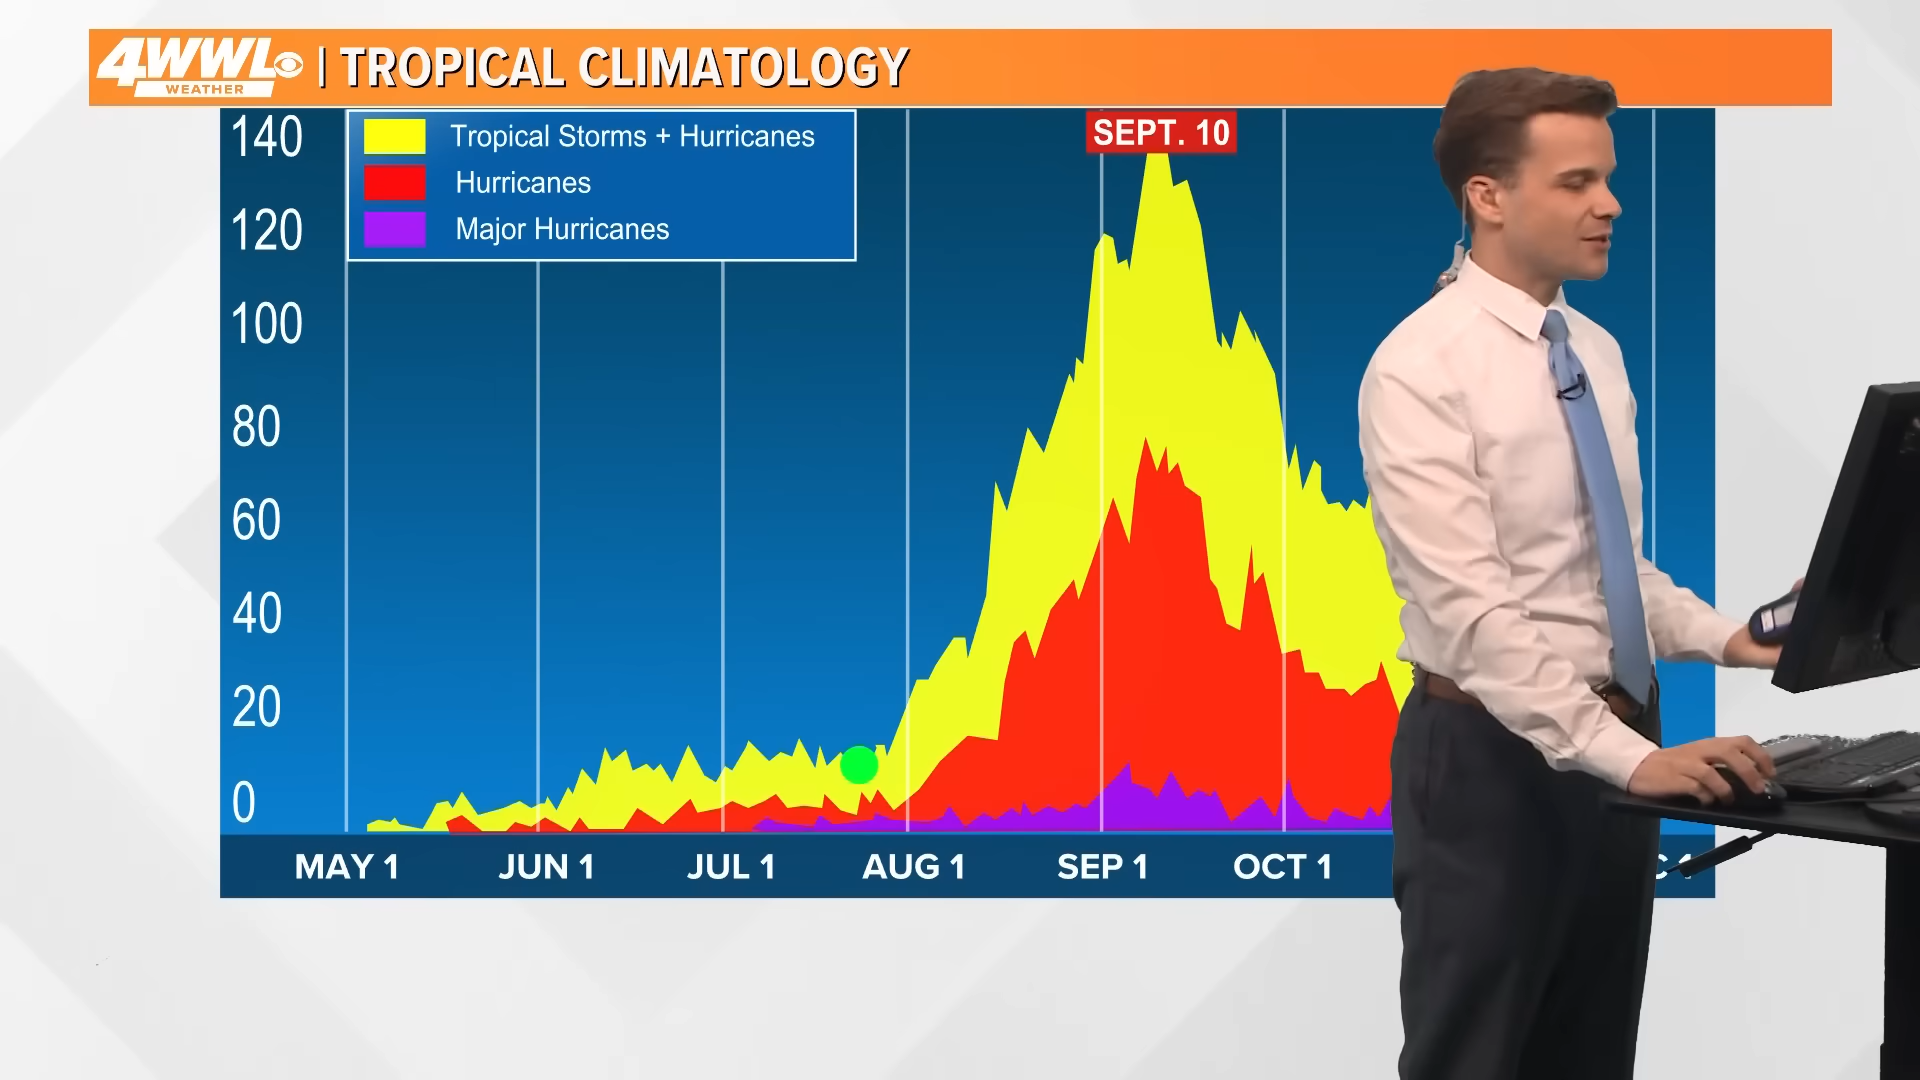 4WWL
WEATHER
| TROPICAL CLIMATOLOGY
140
Tropical Storms + Hurricanes
SEPT. 10
Hurricanes
120
Major Hurricanes
100
80
60
40
20
0
MAY 1
JUN 1
JUL 1
AUG 1
SEP 1
OCT 1
C 1